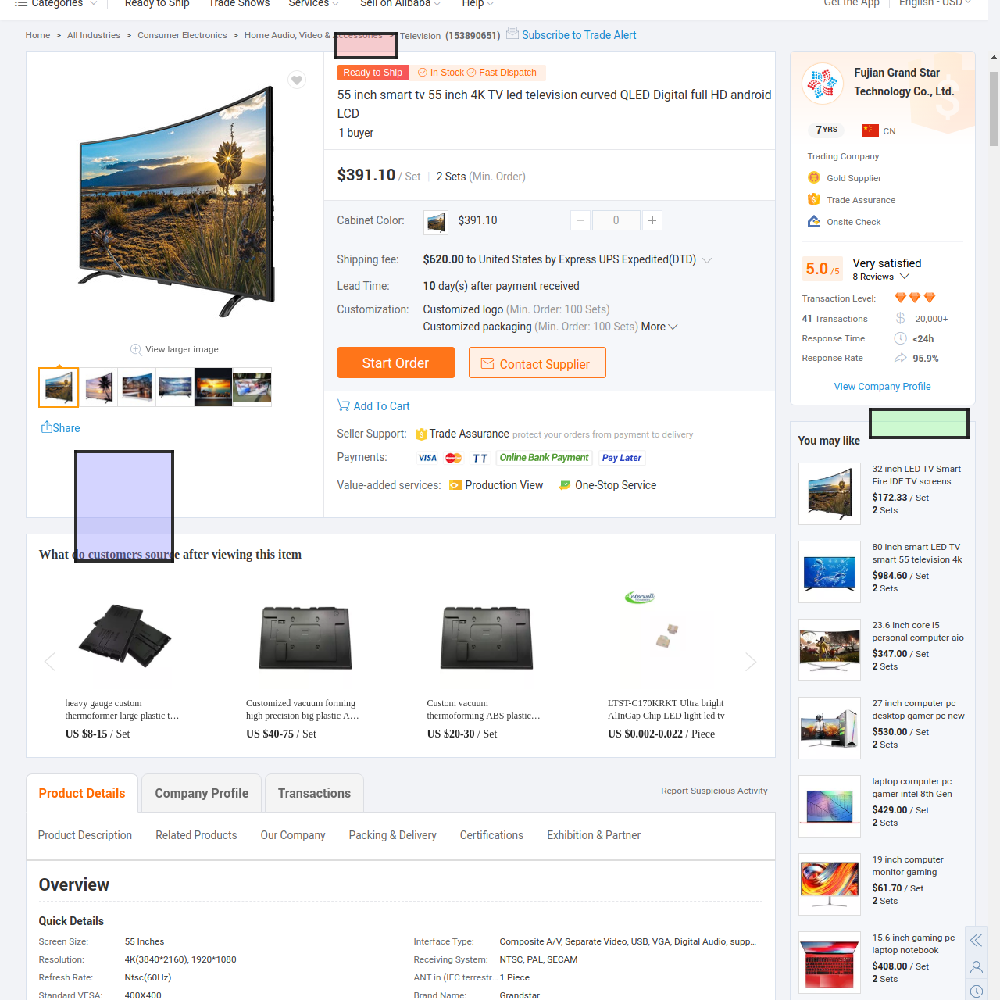 Categories
Ready to Ship
Trade Shows
Services
Sell on Alibaba
Help
Get the App
English - USD
Home > All Industries > Consumer Electronics > Home Audio, Video & Accessories > Television (153890651) Subscribe to Trade Alert
Ready to Ship
In Stock
Fast Dispatch
55 inch smart tv 55 inch 4K TV led television curved QLED Digital full HD android
LCD
1 buyer
$391.10 / Set
2 Sets (Min. Order)
Cabinet Color:
$391.10
0
Shipping fee:
$620.00 to United States by Express UPS Expedited(DTD)
Lead Time:
10 day(s) after payment received
Customization:
Customized logo (Min. Order: 100 Sets)
Customized packaging (Min. Order: 100 Sets) More
Start Order
Contact Supplier
View larger image
Share
Add To Cart
Seller Support:
Trade Assurance protect your orders from payment to delivery
Payments:
VISA
TT
Online Bank Payment
Pay Later
Value-added services:
Production View
One-Stop Service
Fujian Grand Star
Technology Co., Ltd.
7YRS
CN
Trading Company
Gold Supplier
Trade Assurance
Onsite Check
5.0 /5
Very satisfied
8 Reviews
Transaction Level:
41 Transactions
20,000+
Response Time
<24h
Response Rate
95.9%
View Company Profile
You may like
32 inch LED TV Smart
Fire IDE TV screens
$172.33 / Set
2 Sets
80 inch smart LED TV
smart 55 television 4k
$984.60 / Set
2 Sets
23.6 inch core i5
personal computer aio
$347.00 / Set
2 Sets
27 inch computer pc
desktop gamer pc new
$530.00 / Set
2 Sets
laptop computer pc
gamer intel 8th Gen
$429.00 / Set
2 Sets
19 inch computer
monitor gaming
$61.70 / Set
2 Sets
15.6 inch gaming pc
laptop notebook
$408.00 / Set
2 Sets
What do customers source after viewing this item
Interwell
heavy gauge custom
thermoformer large plastic t...
US $8-15 / Set
Customized vacuum forming
high precision big plastic A...
US $40-75 / Set
Custom vacuum
thermoforming ABS plastic...
US $20-30 / Set
LTST-C170KRKT Ultra bright
AlInGap Chip LED light led tv
US $0.002-0.022 / Piece
Product Details
Company Profile
Transactions
Report Suspicious Activity
Product Description
Related Products
Our Company
Packing & Delivery
Certifications
Exhibition & Partner
Overview
Quick Details
Screen Size:
55 Inches
Interface Type:
Composite A/V, Separate Video, USB, VGA, Digital Audio, supp...
Resolution:
4K(3840*2160), 1920*1080
Receiving System:
NTSC, PAL, SECAM
Refresh Rate:
Ntsc(60Hz)
ANT in (IEC terrestr...
1 Piece
Standard VESA:
400X400
Brand Name:
Grandstar